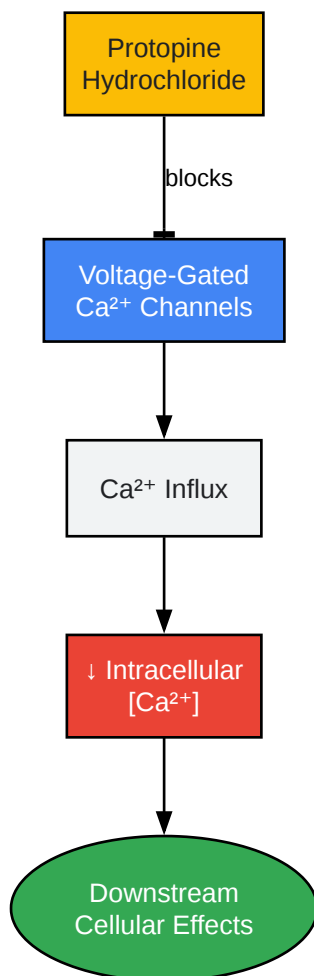 Protopine
Hydrochloride
blocks
Voltage-Gated
Ca²⁺ Channels
Ca²⁺ Influx
↓ Intracellular
[Ca²⁺]
Downstream
Cellular Effects